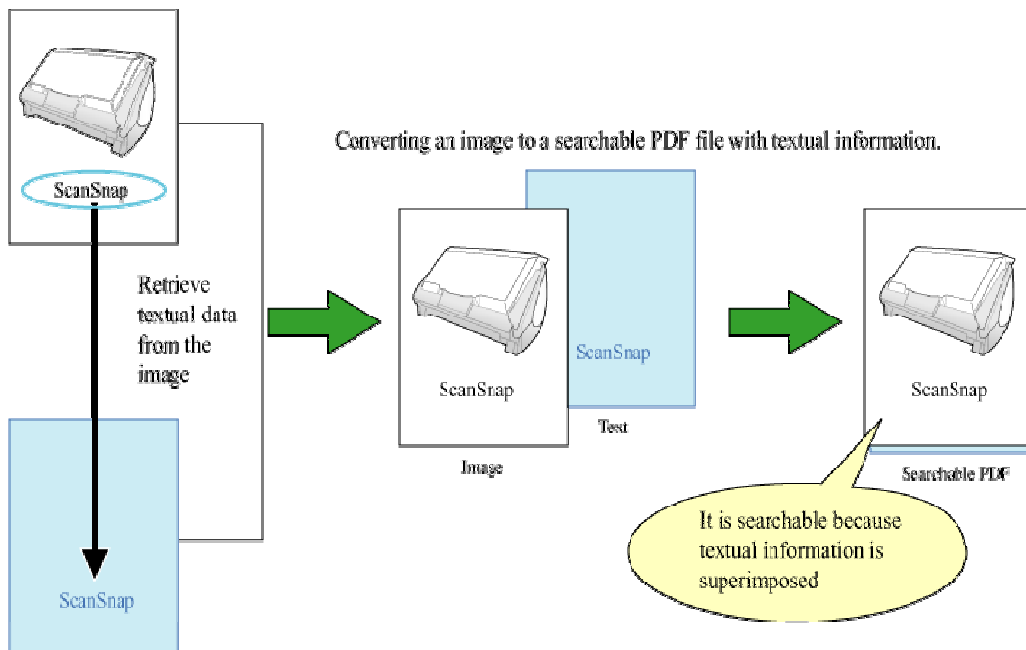 ScanSnap
Retrieve
textual data
from the
image
ScanSnap
Converting an image to a searchable PDF file with textual information.
ScanSnap
Image
ScanSnap
Text
ScanSnap
Searchable PDF
It is searchable because
textual information is
superimposed